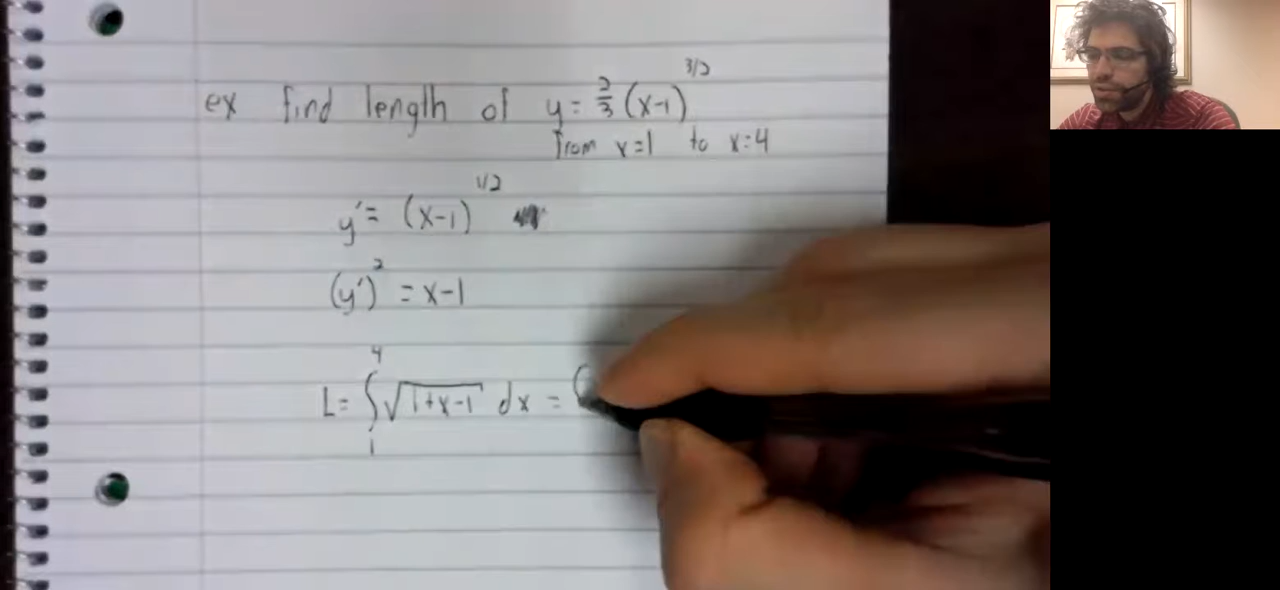 ex find length of y = 2/3 (x-1)^3/2
from x=1 to x=4
y' = (x-1)^1/2
(y')^2 = x-1
L = ∫_1^4 √(1+x-1) dx = ∫